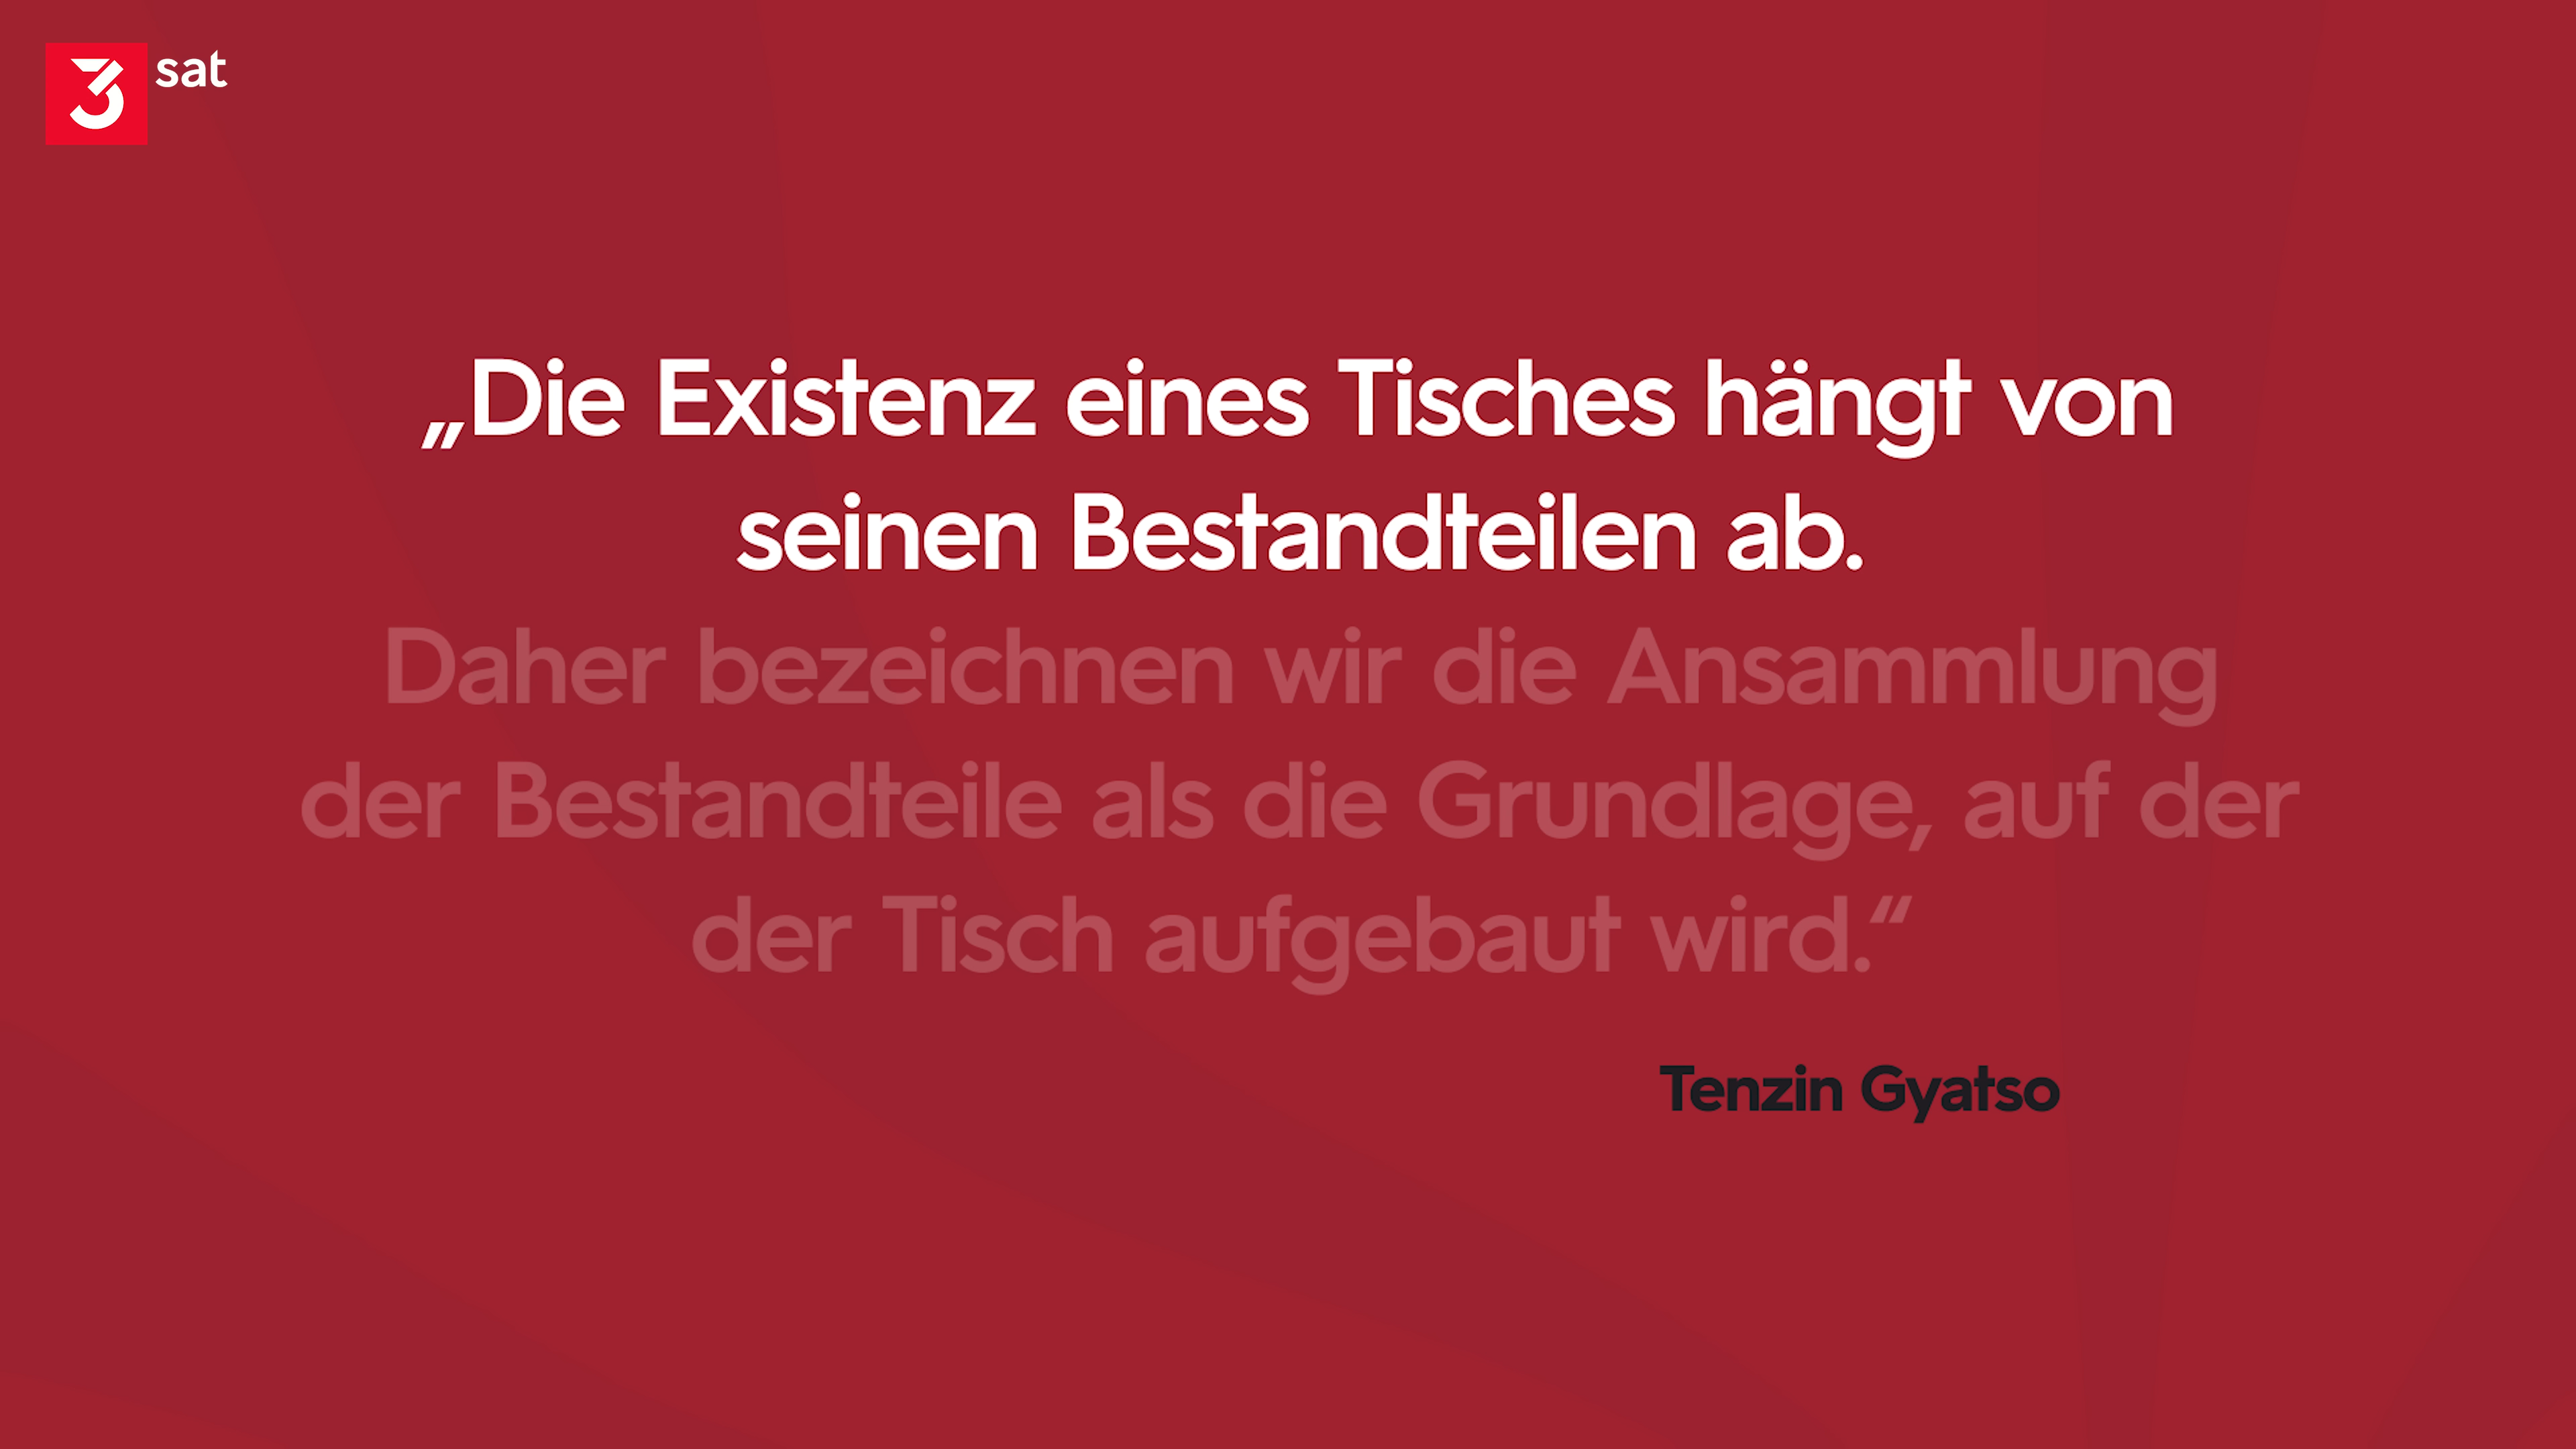 3sat
„Die Existenz eines Tisches hängt von
seinen Bestandteilen ab.
Daher bezeichnen wir die Ansammlung
der Bestandteile als die Grundlage, auf der
der Tisch aufgebaut wird.“
Tenzin Gyatso